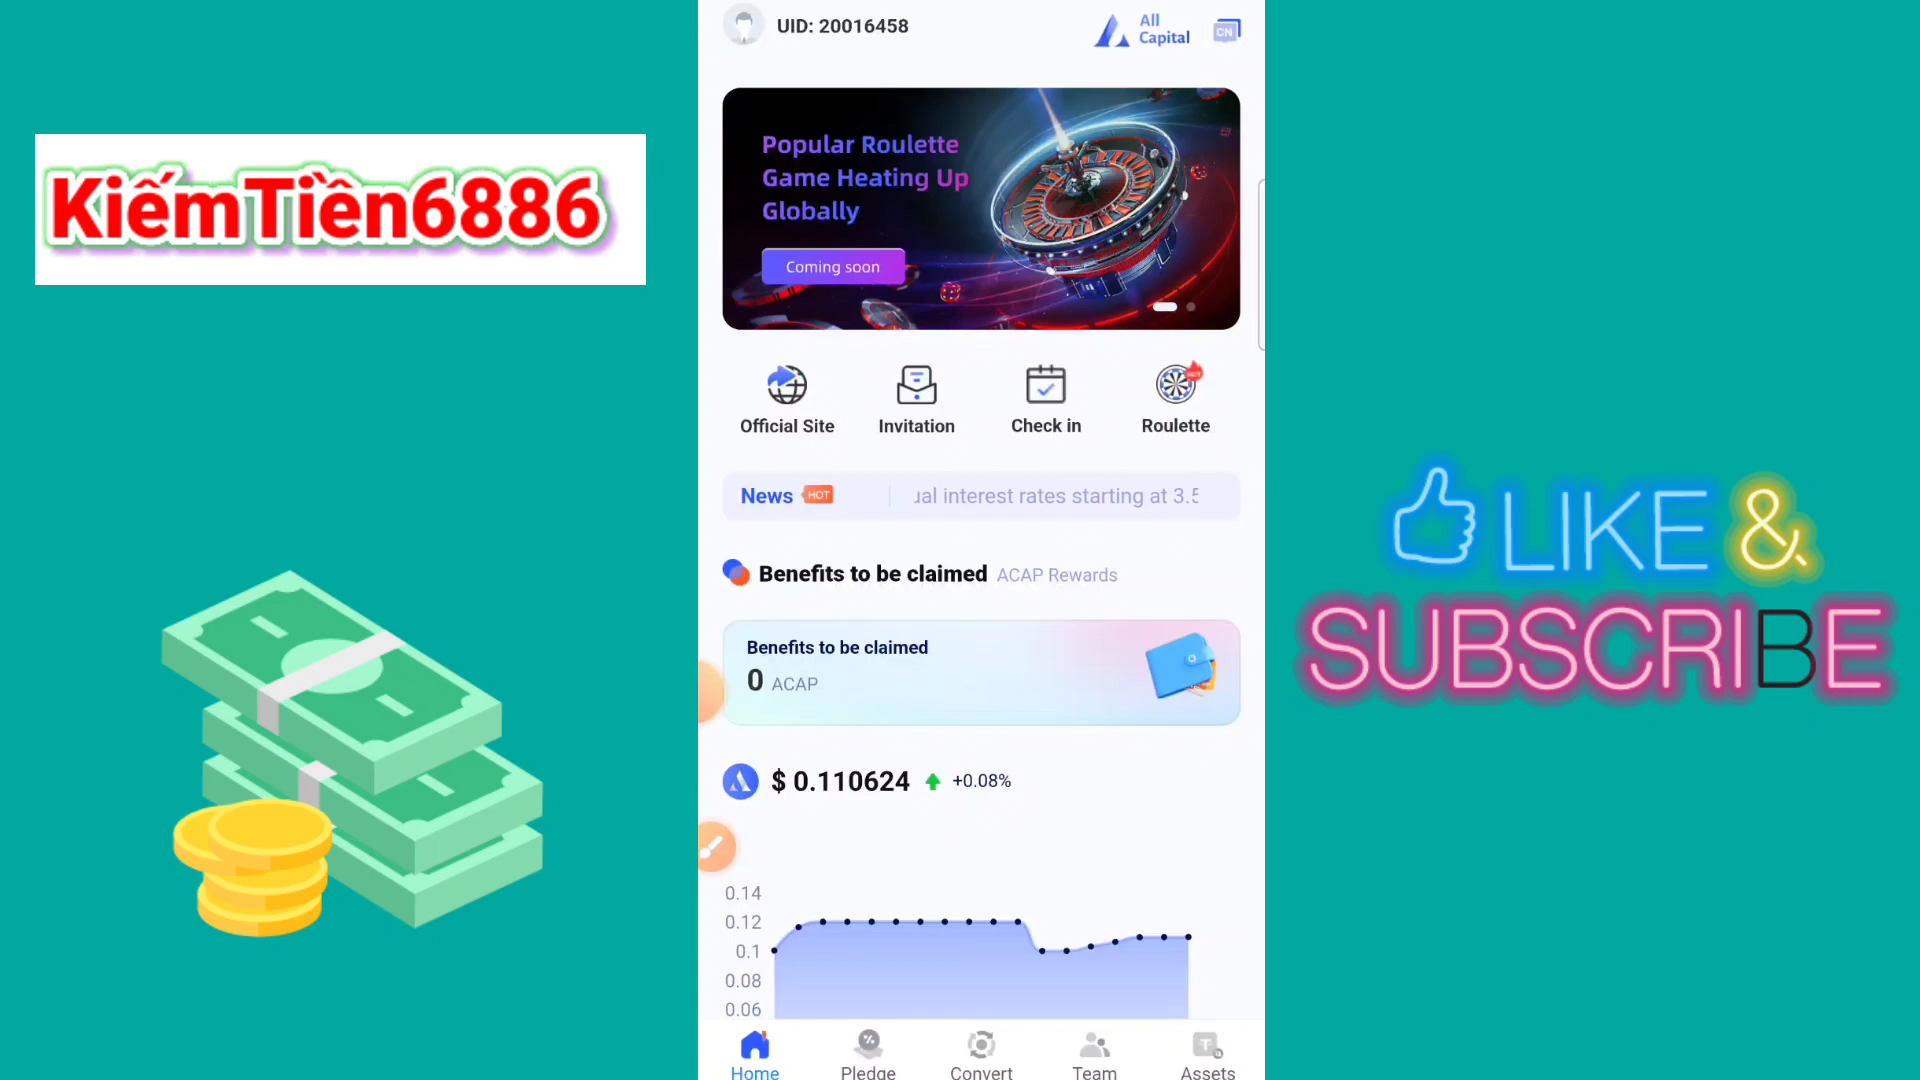 UID: 20016458
All
Capital
CN
KiếmTiền6886
Popular Roulette
Game Heating Up
Globally
Coming soon
Official Site
Invitation
Check in
HOT
Roulette
News HOT
interest rates starting at 3.5
Benefits to be claimed ACAP Rewards
Benefits to be claimed
0 ACAP
$ 0.110624 +0.08%
0.14
0.12
0.1
0.08
0.06
Home
Pledge
Convert
Team
Assets
LIKE &
SUBSCRIBE